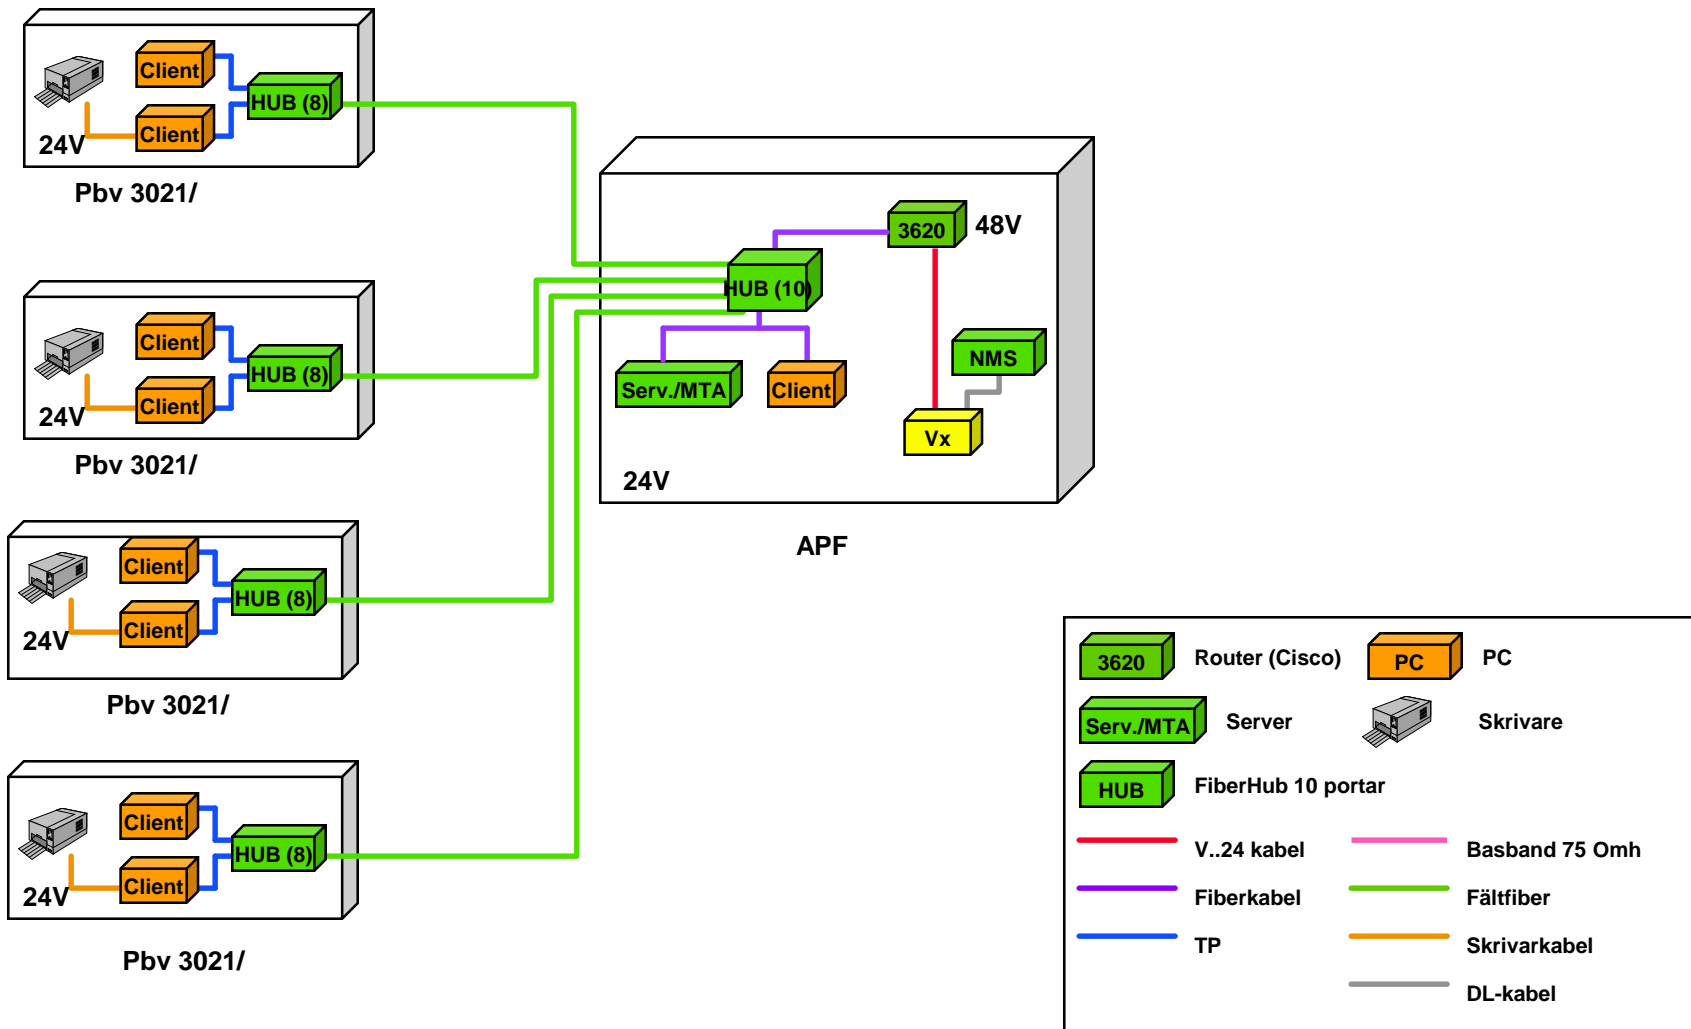 Client
HUB (8)
Client
24V
Pbv 3021/
Client
HUB (8)
Client
24V
Pbv 3021/
Client
HUB (8)
Client
24V
Pbv 3021/
Client
HUB (8)
Client
24V
Pbv 3021/
3620
48V
HUB (10)
NMS
Serv./MTA
Client
Vx
24V
APF
3620
Router (Cisco)
PC
PC
Serv./MTA
Server
Skrivare
HUB
FiberHub 10 portar
V..24 kabel
Basband 75 Omh
Fiberkabel
Fältfiber
TP
Skrivarkabel
DL-kabel